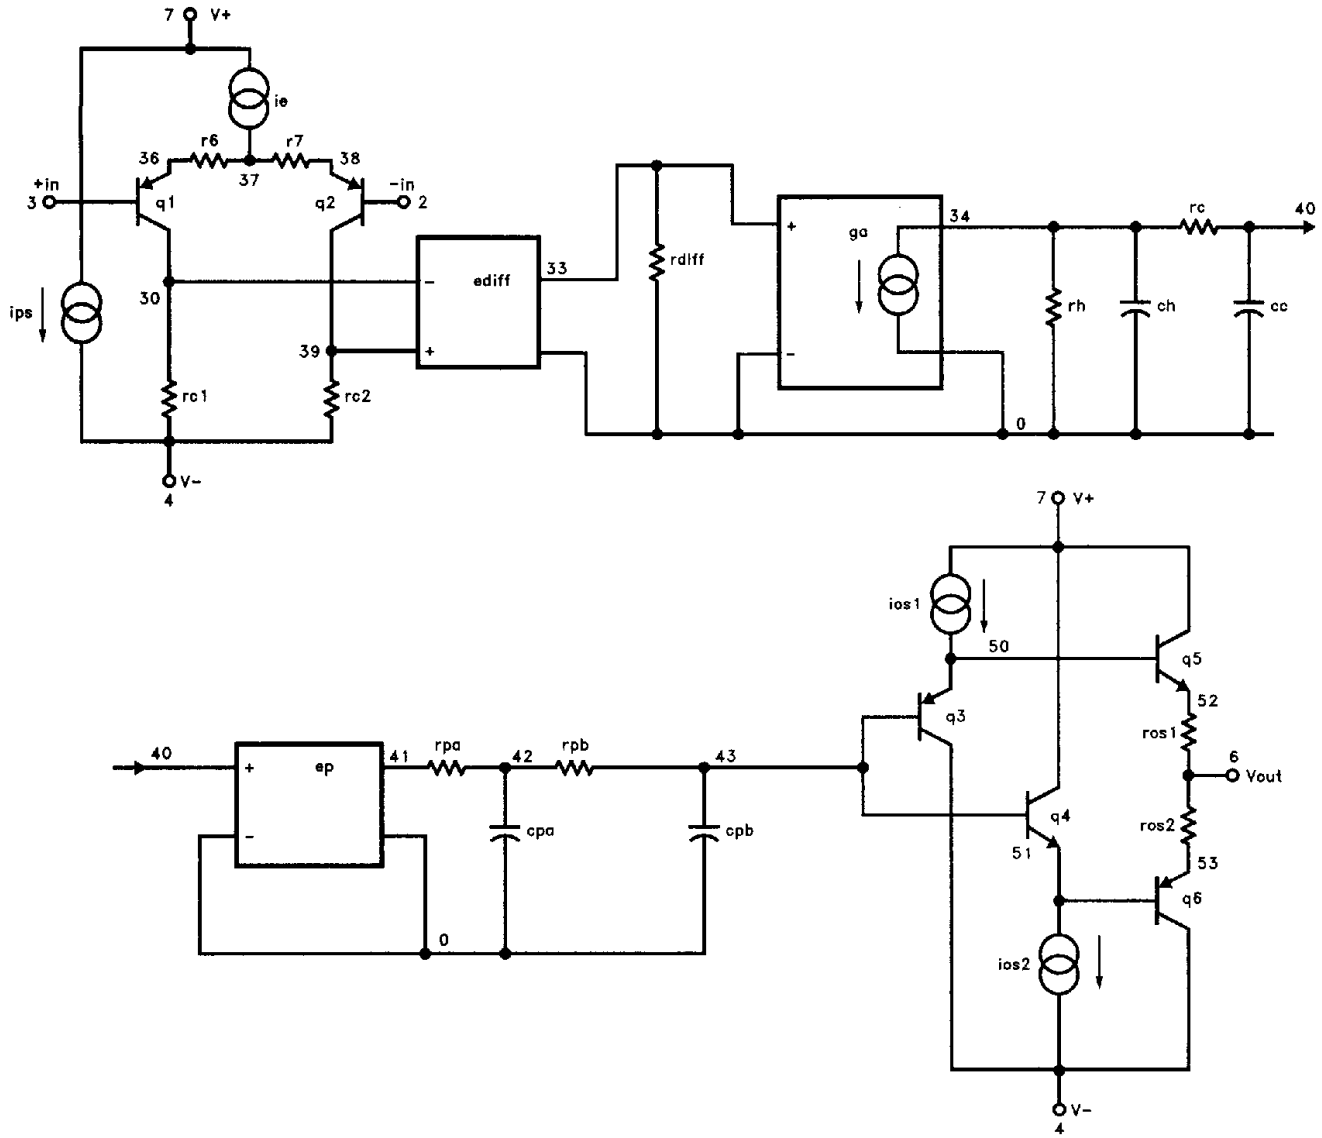 7 V+
ie
r6 r7
36 38
37
+in -in
3 q1 q2 2
33
ediff
-
+
30
39
ips
rc1 rc2
V-
4
rdiff
+
-
ga
34
rc 40
rh ch cc
0
7 V+
ios1
50
q5
q3
52
ros1
6
Vout
ros2
q4
51
53
q6
ios2
V-
4
40
+
-
ep
41 rpa 42 rpb 43
cpa cpb
0